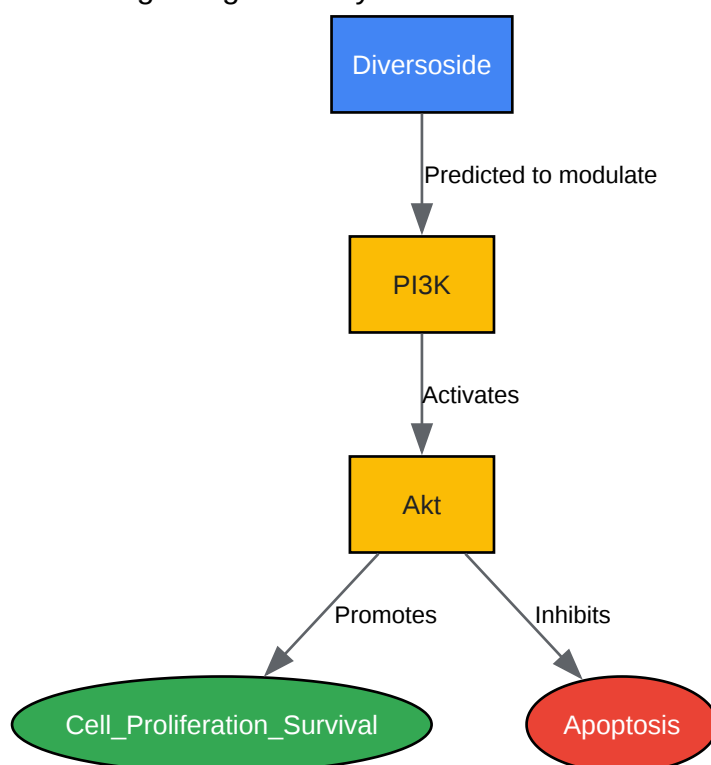 Diversoside
Predicted to modulate
PI3K
Activates
Akt
Promotes
Inhibits
Cell_Proliferation_Survival
Apoptosis